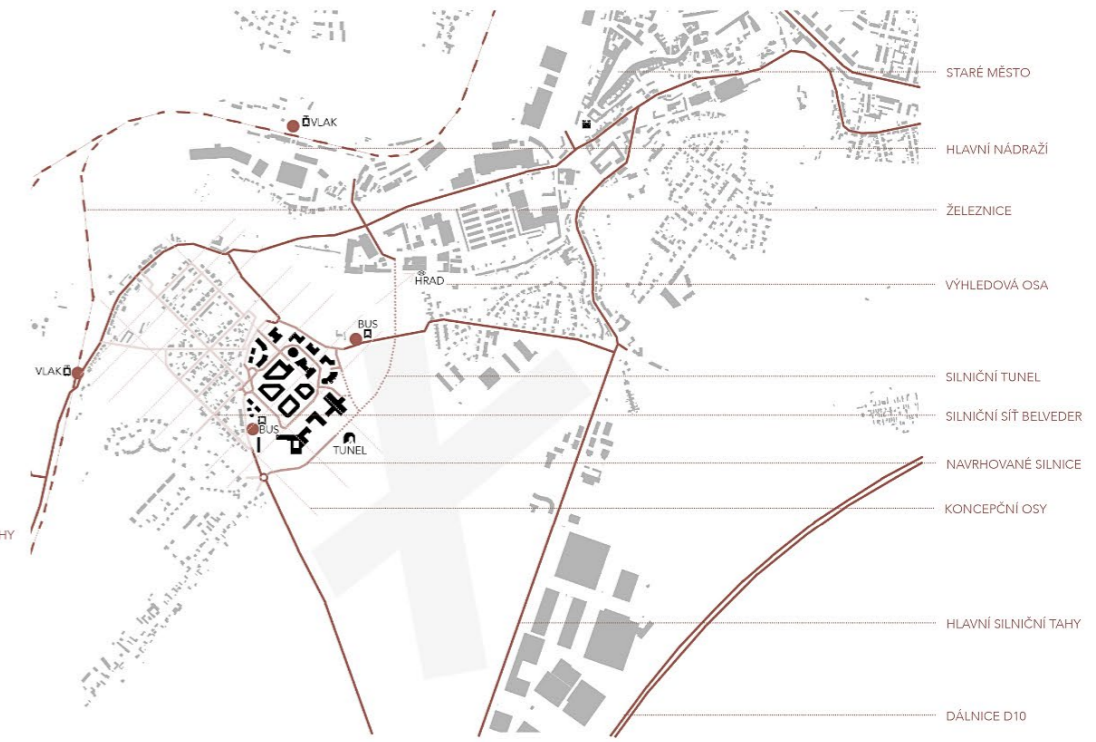 STARÉ MĚSTO
VLAK
HLAVNÍ NÁDRAŽÍ
ŽELEZNICE
HRAD
VÝHLEDOVÁ OSA
BUS
VLAK
SILNIČNÍ TUNEL
SILNIČNÍ SÍŤ BELVEDER
BUS
TUNEL
NAVRHOVANÉ SILNICE
KONCEPČNÍ OSY
HY
HLAVNÍ SILNIČNÍ TAHY
DÁLNICE D10